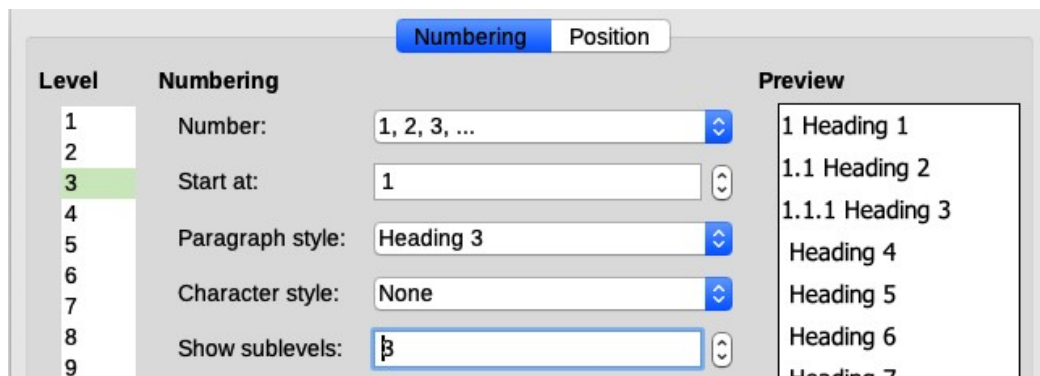 Numbering Position
Level Numbering Preview
1 Number: 1, 2, 3, ... 1 Heading 1
2
3 Start at: 1 1.1 Heading 2
1.1.1 Heading 3
4
5 Paragraph style: Heading 3 Heading 4
6
7 Character style: None Heading 5
8 Show sublevels: 3 Heading 6
9 Heading 7